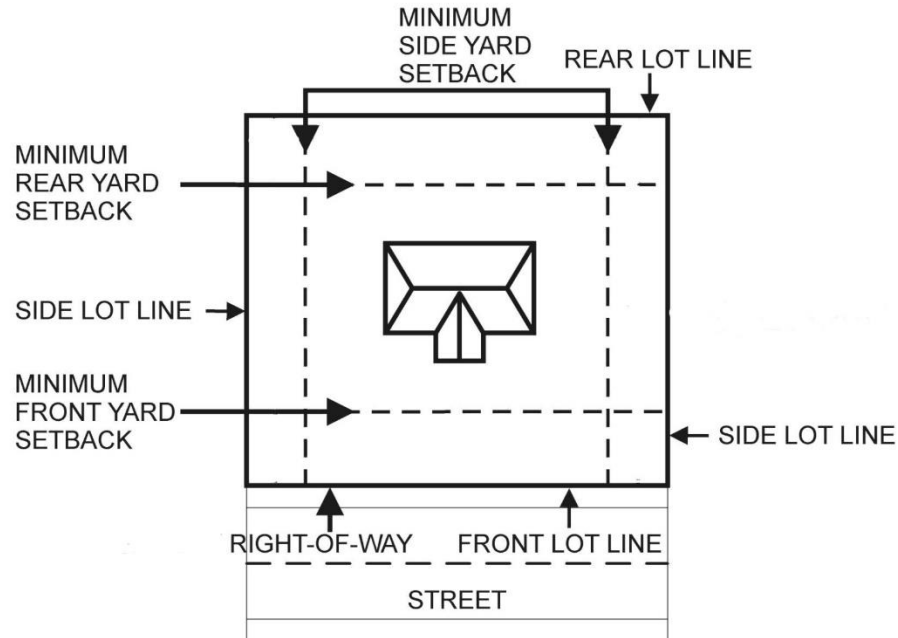 MINIMUM
SIDE YARD
SETBACK
REAR LOT LINE
MINIMUM
REAR YARD
SETBACK
SIDE LOT LINE
MINIMUM
FRONT YARD
SETBACK
SIDE LOT LINE
RIGHT-OF-WAY
FRONT LOT LINE
STREET